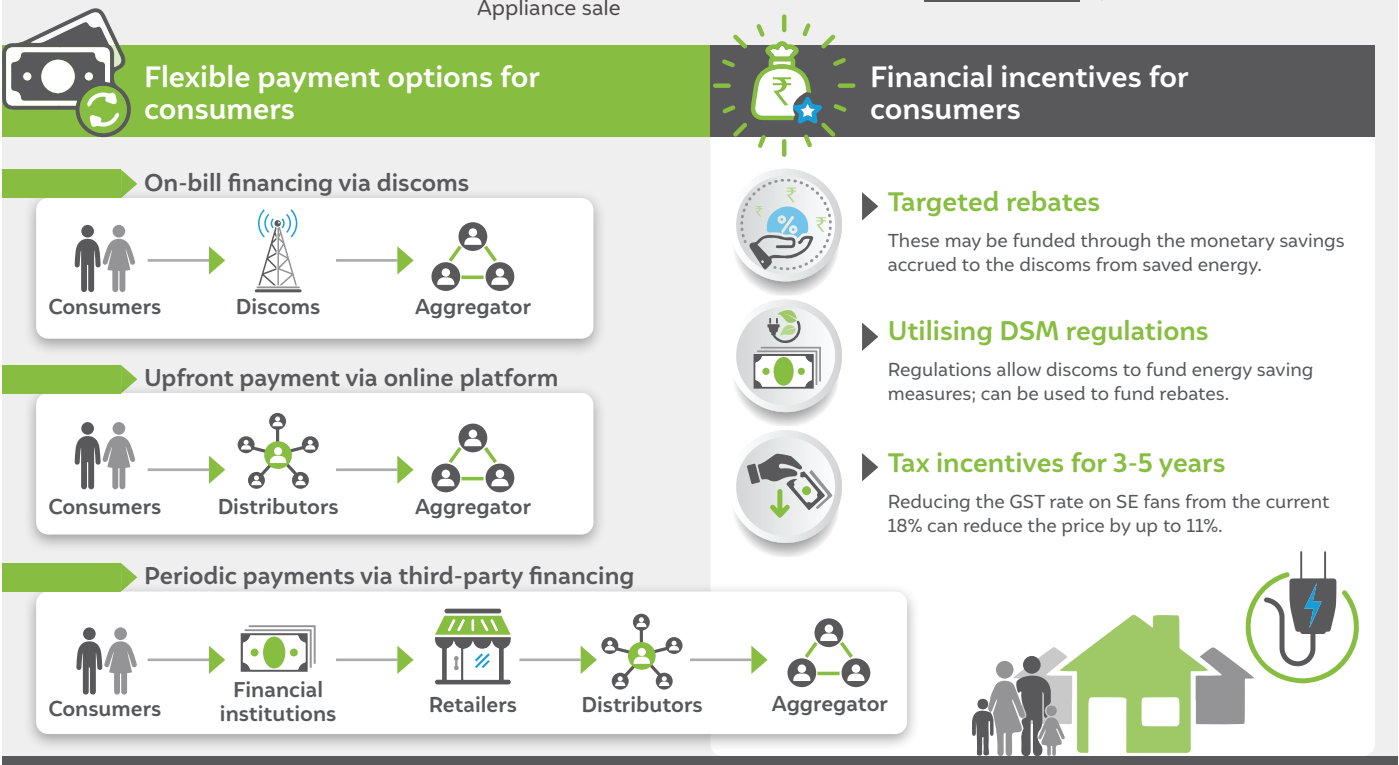 Appliance sale
Flexible payment options for
consumers
On-bill financing via discoms
Consumers
Discoms
Aggregator
Upfront payment via online platform
Consumers
Distributors
Aggregator
Periodic payments via third-party financing
Consumers
Financial
institutions
Retailers
Distributors
Aggregator
₹
Financial incentives for
consumers
₹
₹
₹
%
Targeted rebates
These may be funded through the monetary savings
accrued to the discoms from saved energy.
Utilising DSM regulations
Regulations allow discoms to fund energy saving
measures; can be used to fund rebates.
Tax incentives for 3-5 years
Reducing the GST rate on SE fans from the current
18% can reduce the price by up to 11%.